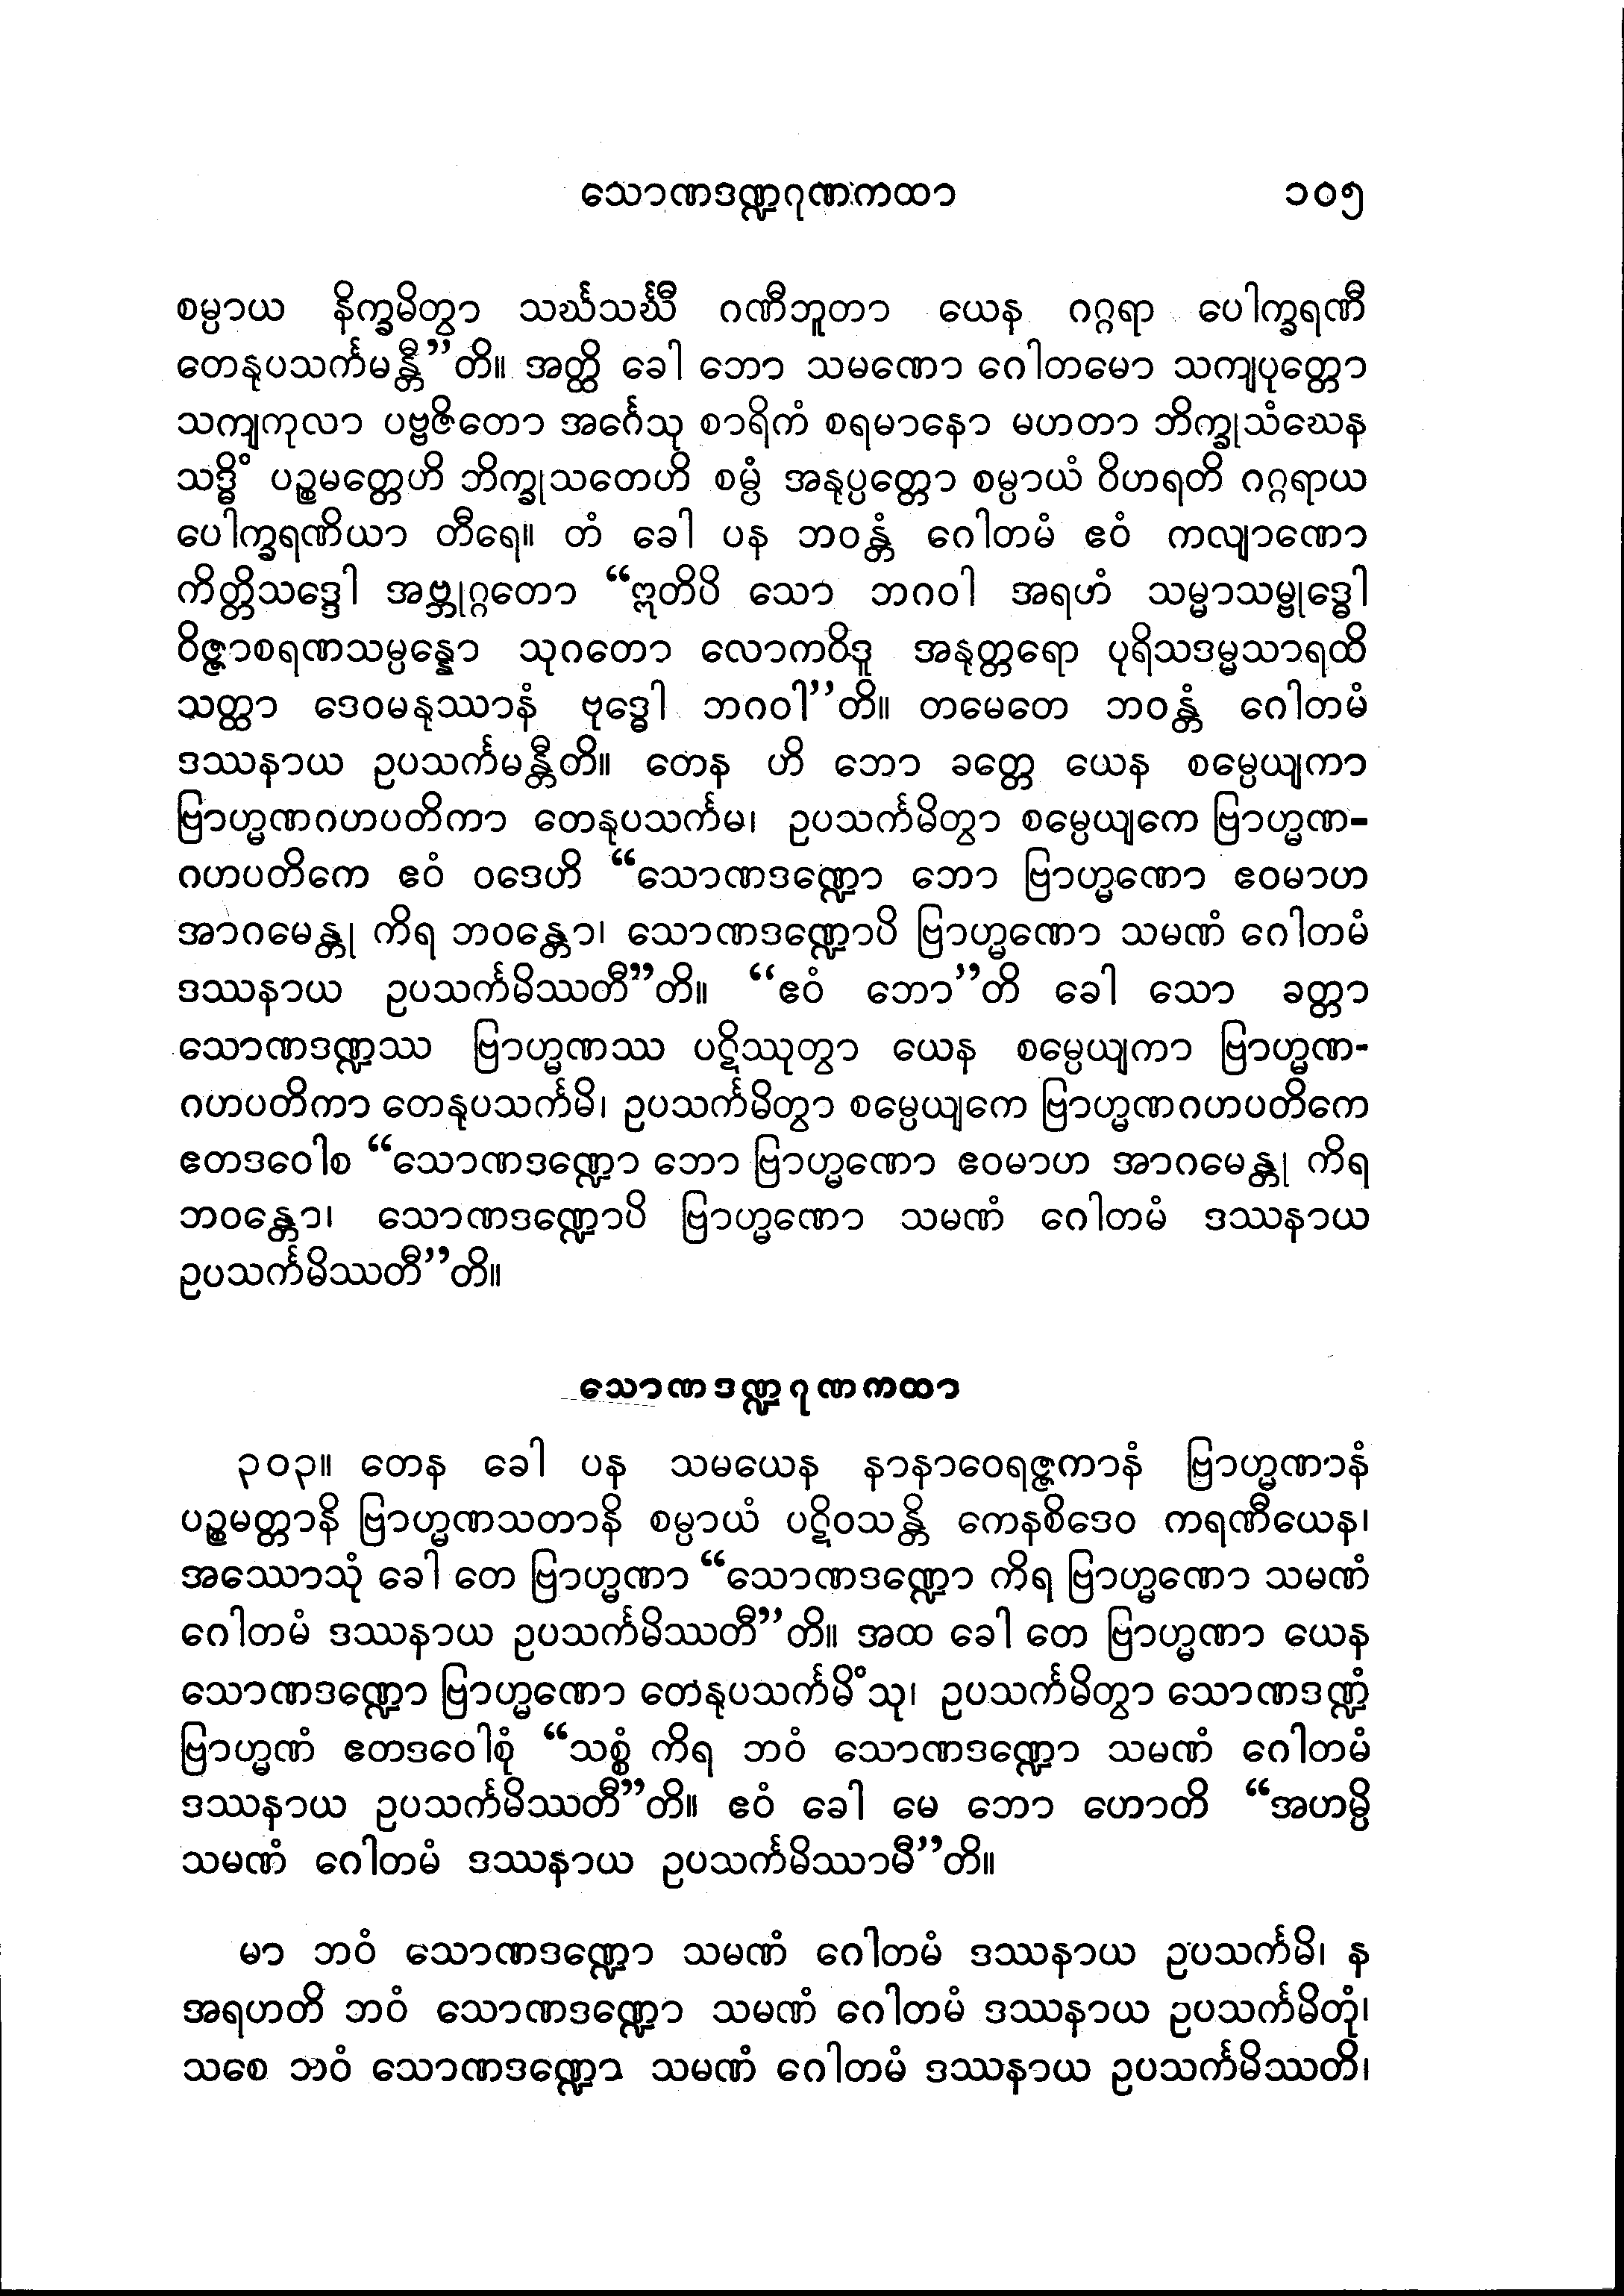 သောဏဒဏ္ဍဂုဏကထာ ၁၀၅
စမ္ပာယ နိက္ခမိတွာ သင်္ဃသင်္ဃီ ဂဏီဘူတာ ယေန ဂဂ္ဂရာ ပေါက္ခရဏီ
တေနုပသင်္ကမန္တီ”တိ။ အတ္ထိ ခေါ ဘော သမဏော ဂေါတမော သကျပုတ္တော
သကျကုလာ ပဗ္ဗဇိတော အင်္ဂေသု စာရိကံ စရမာနော မဟတာ ဘိက္ခုသံဃေန
သဒ္ဓိံ ပဉ္စမတ္တေဟိ ဘိက္ခုသတေဟိ စမ္ပံ အနုပ္ပတ္တော စမ္ပာယံ ဝိဟရတိ ဂဂ္ဂရာယ
ပေါက္ခရဏိယာ တီရေ။ တံ ခေါ ပန ဘဝန္တံ ဂေါတမံ ဧဝံ ကလျာဏော
ကိတ္တိသဒ္ဒေါ အဗ္ဘုဂ္ဂတော “ဣတိပိ သော ဘဂဝါ အရဟံ သမ္မာသမ္ဗုဒ္ဓေါ
ဝိဇ္ဇာစရဏသမ္ပန္နော သုဂတော လောကဝိဒူ အနုတ္တရော ပုရိသဒမ္မသာရထိ
သတ္ထာ ဒေဝမနုဿာနံ ဗုဒ္ဓေါ ဘဂဝါ”တိ။ တမေတေ ဘဝန္တံ ဂေါတမံ
ဒဿနာယ ဥပသင်္ကမန္တီတိ။ တေန ဟိ ဘော ခတ္တေ ယေန စမ္ပေယျကာ
ဗြာဟ္မဏဂဟပတိကာ တေနုပသင်္ကမ၊ ဥပသင်္ကမိတွာ စမ္ပေယျကေ ဗြာဟ္မဏ-
ဂဟပတိကေ ဧဝံ ဝဒေဟိ “သောဏဒဏ္ဍော ဘော ဗြာဟ္မဏော ဧဝမာဟ
အာဂမေန္တု ကိရ ဘဝန္တော၊ သောဏဒဏ္ဍောပိ ဗြာဟ္မဏော သမဏံ ဂေါတမံ
ဒဿနာယ ဥပသင်္ကမိဿတီ”တိ။ “ဧဝံ ဘော”တိ ခေါ သော ခတ္တာ
သောဏဒဏ္ဍဿ ဗြာဟ္မဏဿ ပဋိဿုတွာ ယေန စမ္ပေယျကာ ဗြာဟ္မဏ-
ဂဟပတိကာ တေနုပသင်္ကမိ၊ ဥပသင်္ကမိတွာ စမ္ပေယျကေ ဗြာဟ္မဏဂဟပတိကေ
ဧတဒဝေါစ “သောဏဒဏ္ဍော ဘော ဗြာဟ္မဏော ဧဝမာဟ အာဂမေန္တု ကိရ
ဘဝန္တော၊ သောဏဒဏ္ဍောပိ ဗြာဟ္မဏော သမဏံ ဂေါတမံ ဒဿနာယ
ဥပသင်္ကမိဿတီ”တိ။
သောဏဒဏ္ဍဂုဏကထာ
၃၀၃။ တေန ခေါ ပန သမယေန နာနာဝေရဇ္ဇကာနံ ဗြာဟ္မဏာနံ
ပဉ္စမတ္တာနိ ဗြာဟ္မဏသတာနိ စမ္ပာယံ ပဋိဝသန္တိ ကေနစိဒေဝ ကရဏီယေန၊
အဿောသုံ ခေါ တေ ဗြာဟ္မဏာ “သောဏဒဏ္ဍော ကိရ ဗြာဟ္မဏော သမဏံ
ဂေါတမံ ဒဿနာယ ဥပသင်္ကမိဿတီ”တိ။ အထ ခေါ တေ ဗြာဟ္မဏာ ယေန
သောဏဒဏ္ဍော ဗြာဟ္မဏော တေနုပသင်္ကမိံသု၊ ဥပသင်္ကမိတွာ သောဏဒဏ္ဍံ
ဗြာဟ္မဏံ ဧတဒဝေါစုံ “သစ္စံ ကိရ ဘဝံ သောဏဒဏ္ဍော သမဏံ ဂေါတမံ
ဒဿနာယ ဥပသင်္ကမိဿတီ”တိ။ ဧဝံ ခေါ မေ ဘော ဟောတိ “အဟမ္ပိ
သမဏံ ဂေါတမံ ဒဿနာယ ဥပသင်္ကမိဿာမီ”တိ။
မာ ဘဝံ သောဏဒဏ္ဍော သမဏံ ဂေါတမံ ဒဿနာယ ဥပသင်္ကမိ၊ န
အရဟတိ ဘဝံ သောဏဒဏ္ဍော သမဏံ ဂေါတမံ ဒဿနာယ ဥပသင်္ကမိတုံ၊
သစေ ဘဝံ သောဏဒဏ္ဍော သမဏံ ဂေါတမံ ဒဿနာယ ဥပသင်္ကမိဿတိ၊